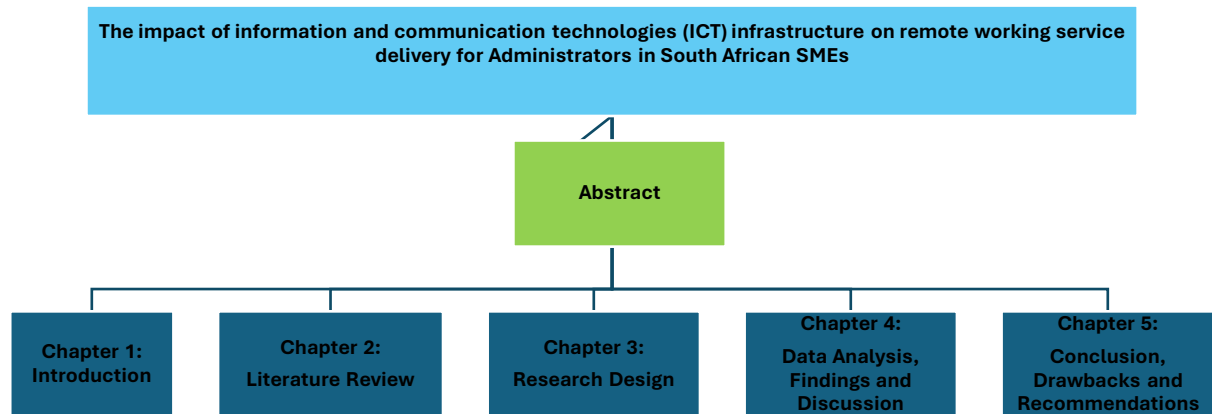 The impact of information and communication technologies (ICT) infrastructure on remote working service
delivery for Administrators in South African SMEs
Abstract
Chapter 1:
Introduction
Chapter 2:
Literature Review
Chapter 3:
Research Design
Chapter 4:
Data Analysis,
Findings and
Discussion
Chapter 5:
Conclusion,
Drawbacks and
Recommendations